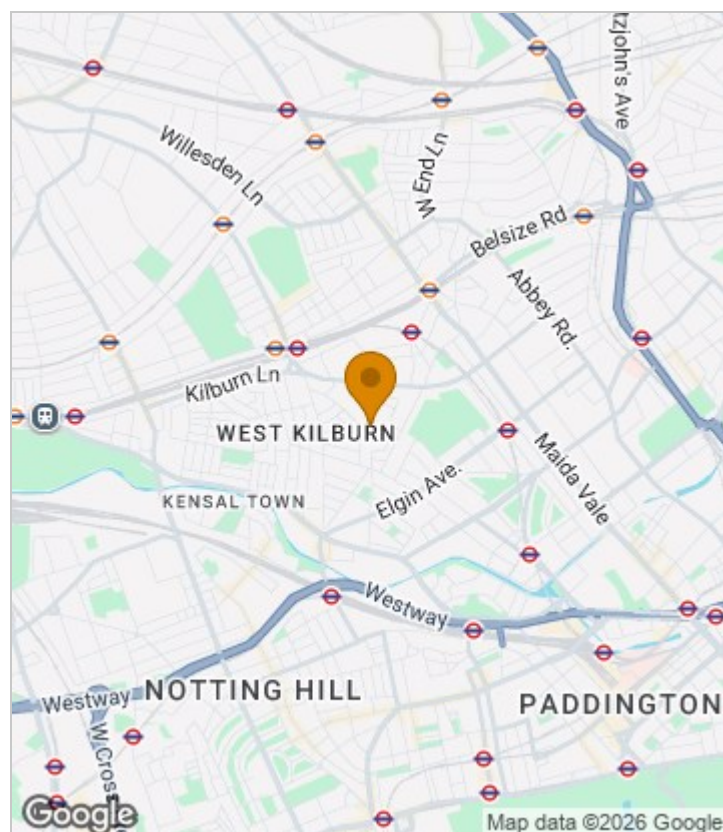 tzjohn's Ave
Willesden Ln
W End Ln
Belsize Rd
Abbey Rd.
Kilburn Ln
WEST KILBURN
Maida Vale
Elgin Ave.
KENSAL TOWN
Westway
NOTTING HILL
Westway
PADDINGTON
W Cross
Google
Map data ©2026 Google